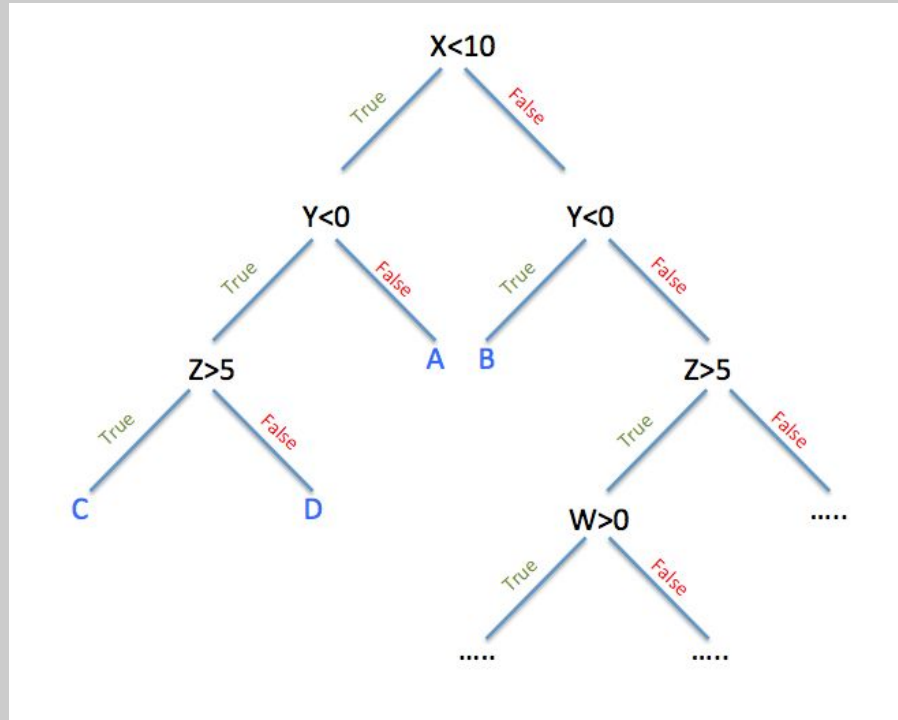 X<10
True
False
Y<0
Y<0
True
False
True
False
Z>5
A
B
Z>5
True
False
True
False
C
D
W>0
.....
True
False
.....
.....